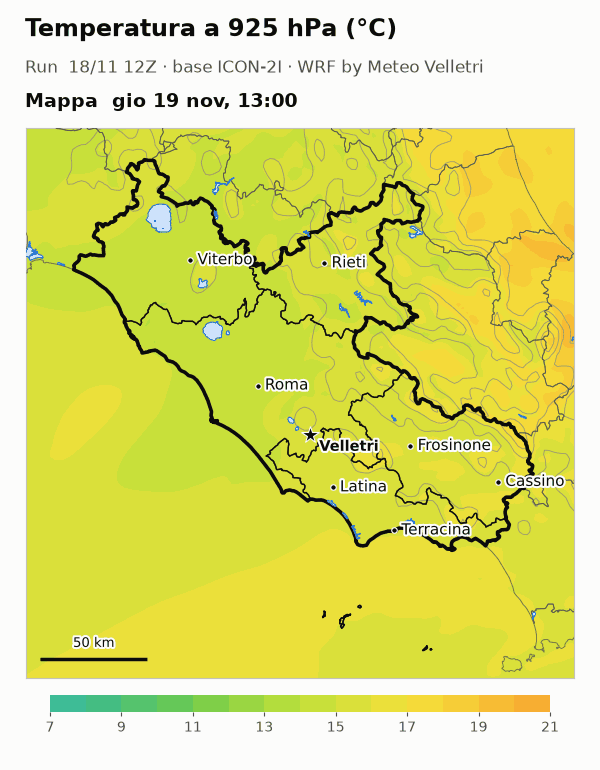 Temperatura a 925 hPa (°C)
Run  18/11 12Z · base ICON-2I · WRF by Meteo Velletri
Mappa  gio 19 nov, 13:00
Viterbo
Rieti
Roma
Velletri
Frosinone
Cassino
Latina
Terracina
50 km
7 9 11 13 15 17 19 21